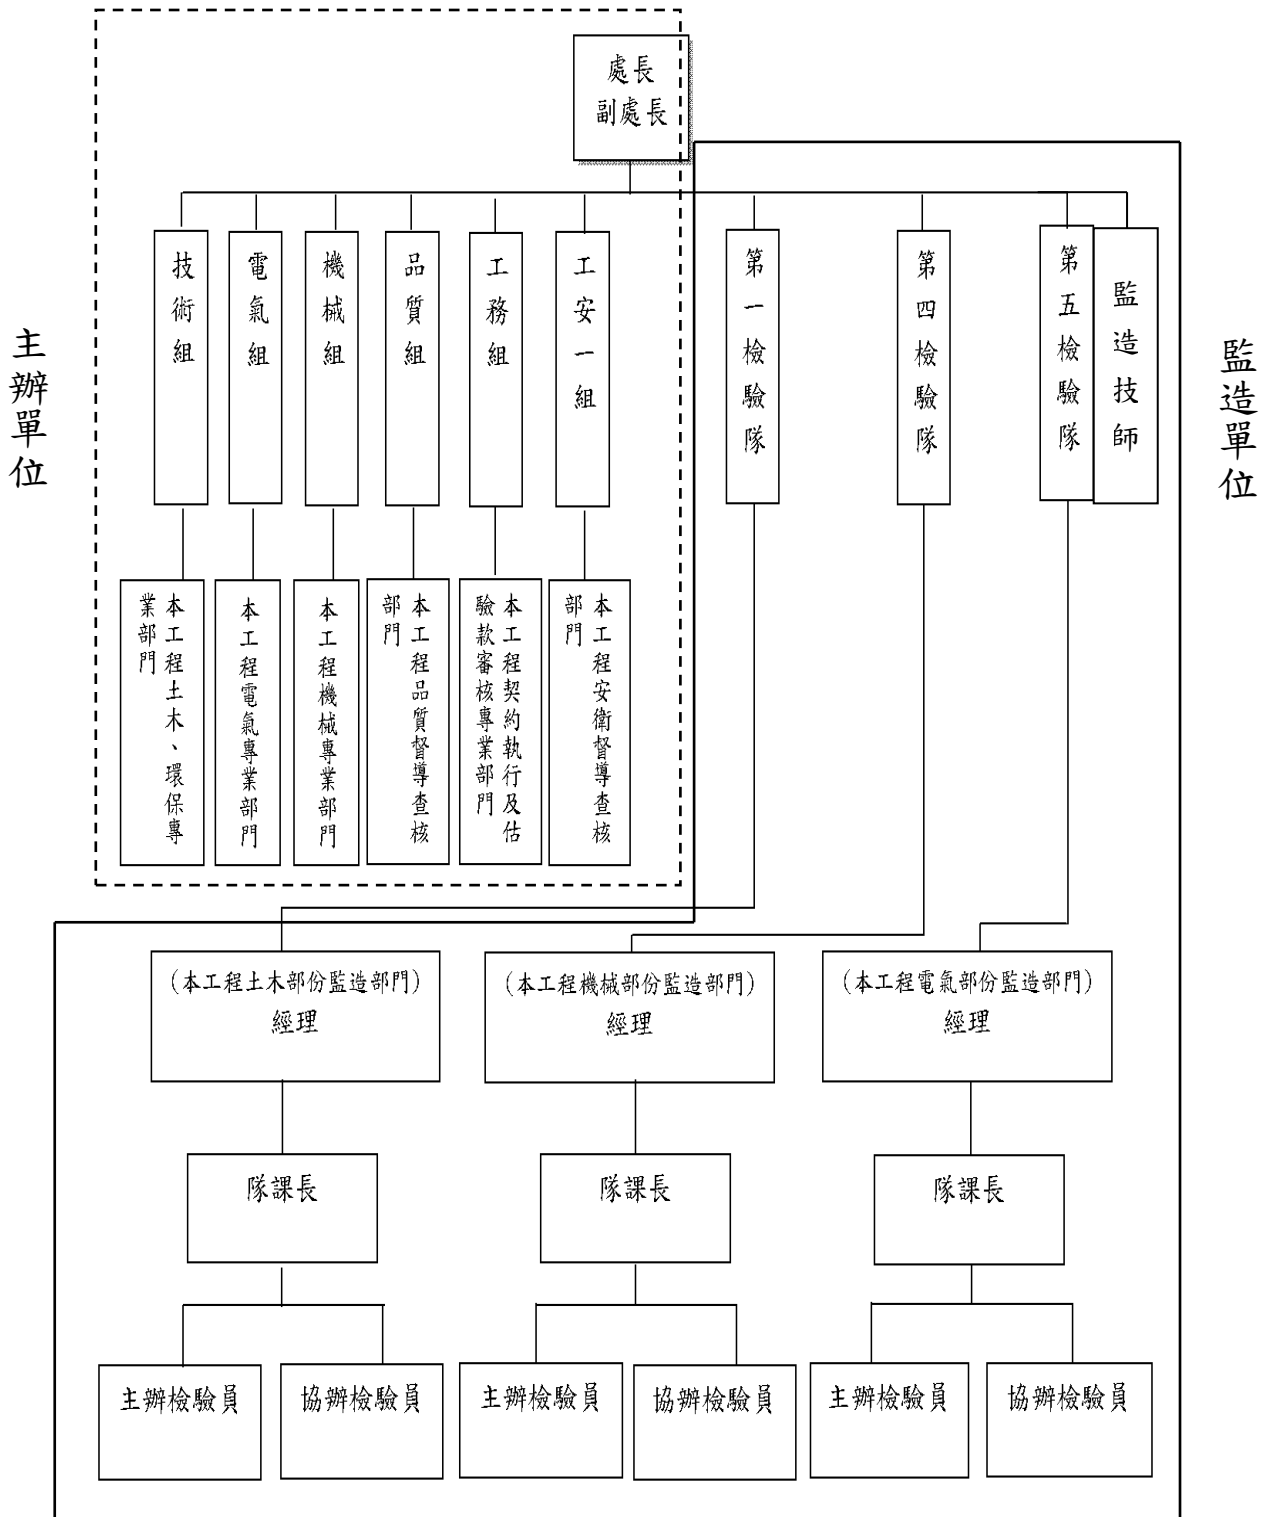 處長
副處長
主辦單位
監造單位
技術組
電氣組
機械組
品質組
工務組
工安一組
第一檢驗隊
第四檢驗隊
第五檢驗隊
監造技師
本工程土木、環保專
業部門
本工程電氣專業部門
本工程機械專業部門
本工程品質督導查核
部門
本工程契約執行及估
驗款審核專業部門
本工程安衛督導查核
部門
(本工程土木部份監造部門)
經理
(本工程機械部份監造部門)
經理
(本工程電氣部份監造部門)
經理
隊課長
隊課長
隊課長
主辦檢驗員
協辦檢驗員
主辦檢驗員
協辦檢驗員
主辦檢驗員
協辦檢驗員